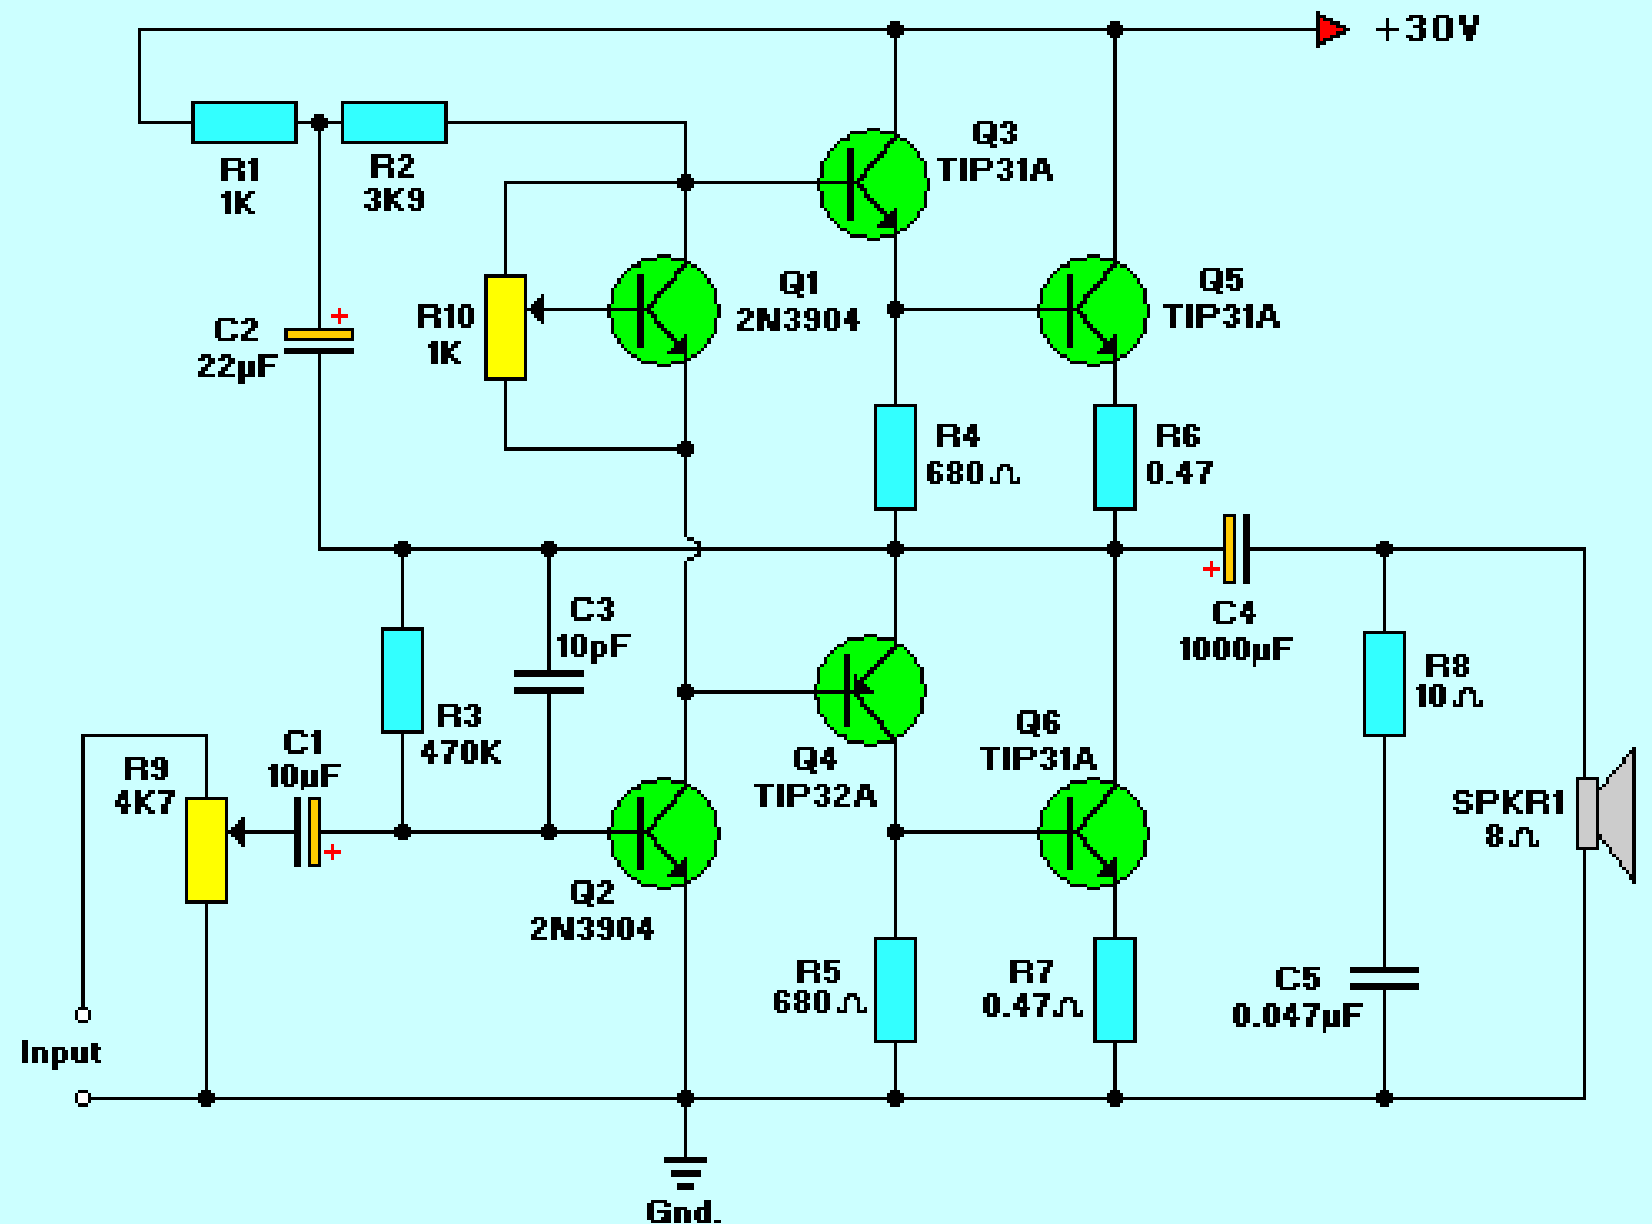 +30V
R1
1K
R2
3K9
Q3
TIP31A
C2
22µF
+
R10
1K
Q1
2N3904
Q5
TIP31A
R4
680Ω
R6
0.47
C3
10pF
+
C4
1000µF
R8
10Ω
R3
470K
C1
10µF
+
R9
4K7
Q4
TIP32A
Q6
TIP31A
SPKR1
8Ω
Q2
2N3904
R5
680Ω
R7
0.47Ω
C5
0.047µF
Input
Gnd.